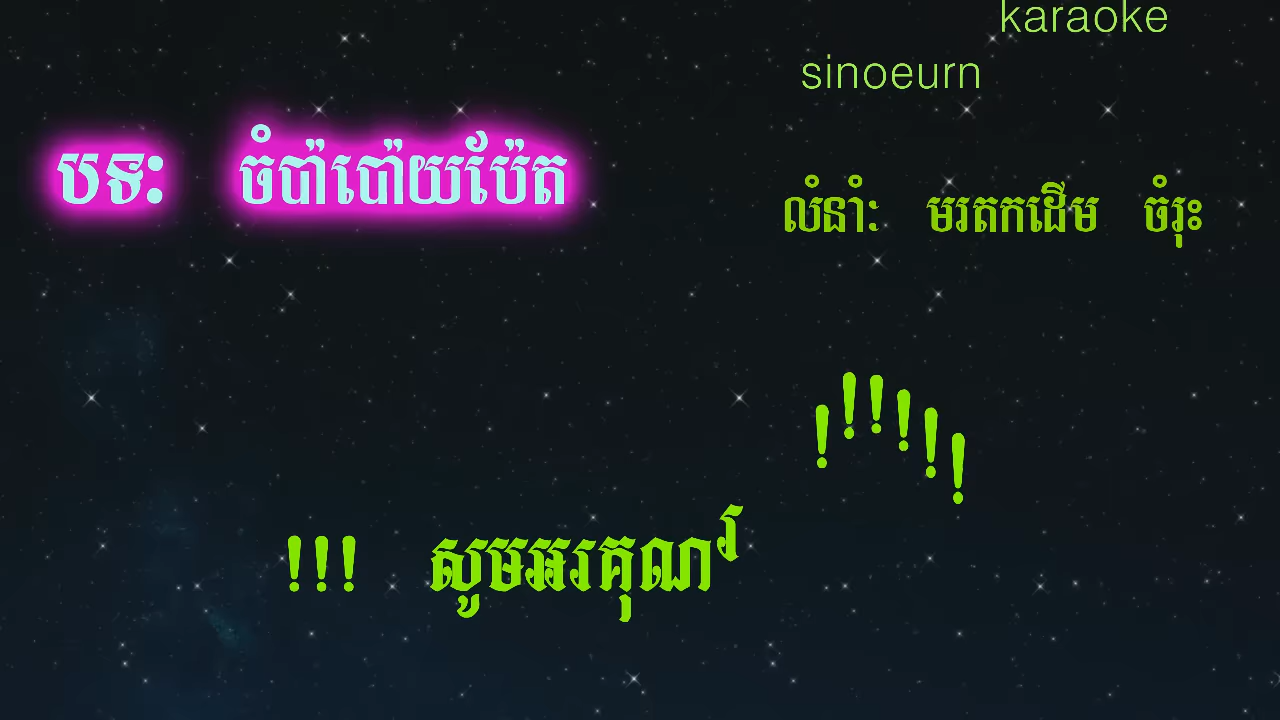 karaoke
sinoeurn
បទ: ចំប៉ាប៉ោយប៉ែត
លំនាំ: មរតកដើម ចំរុះ
!!!!!!
!!! សូមអរគុណ